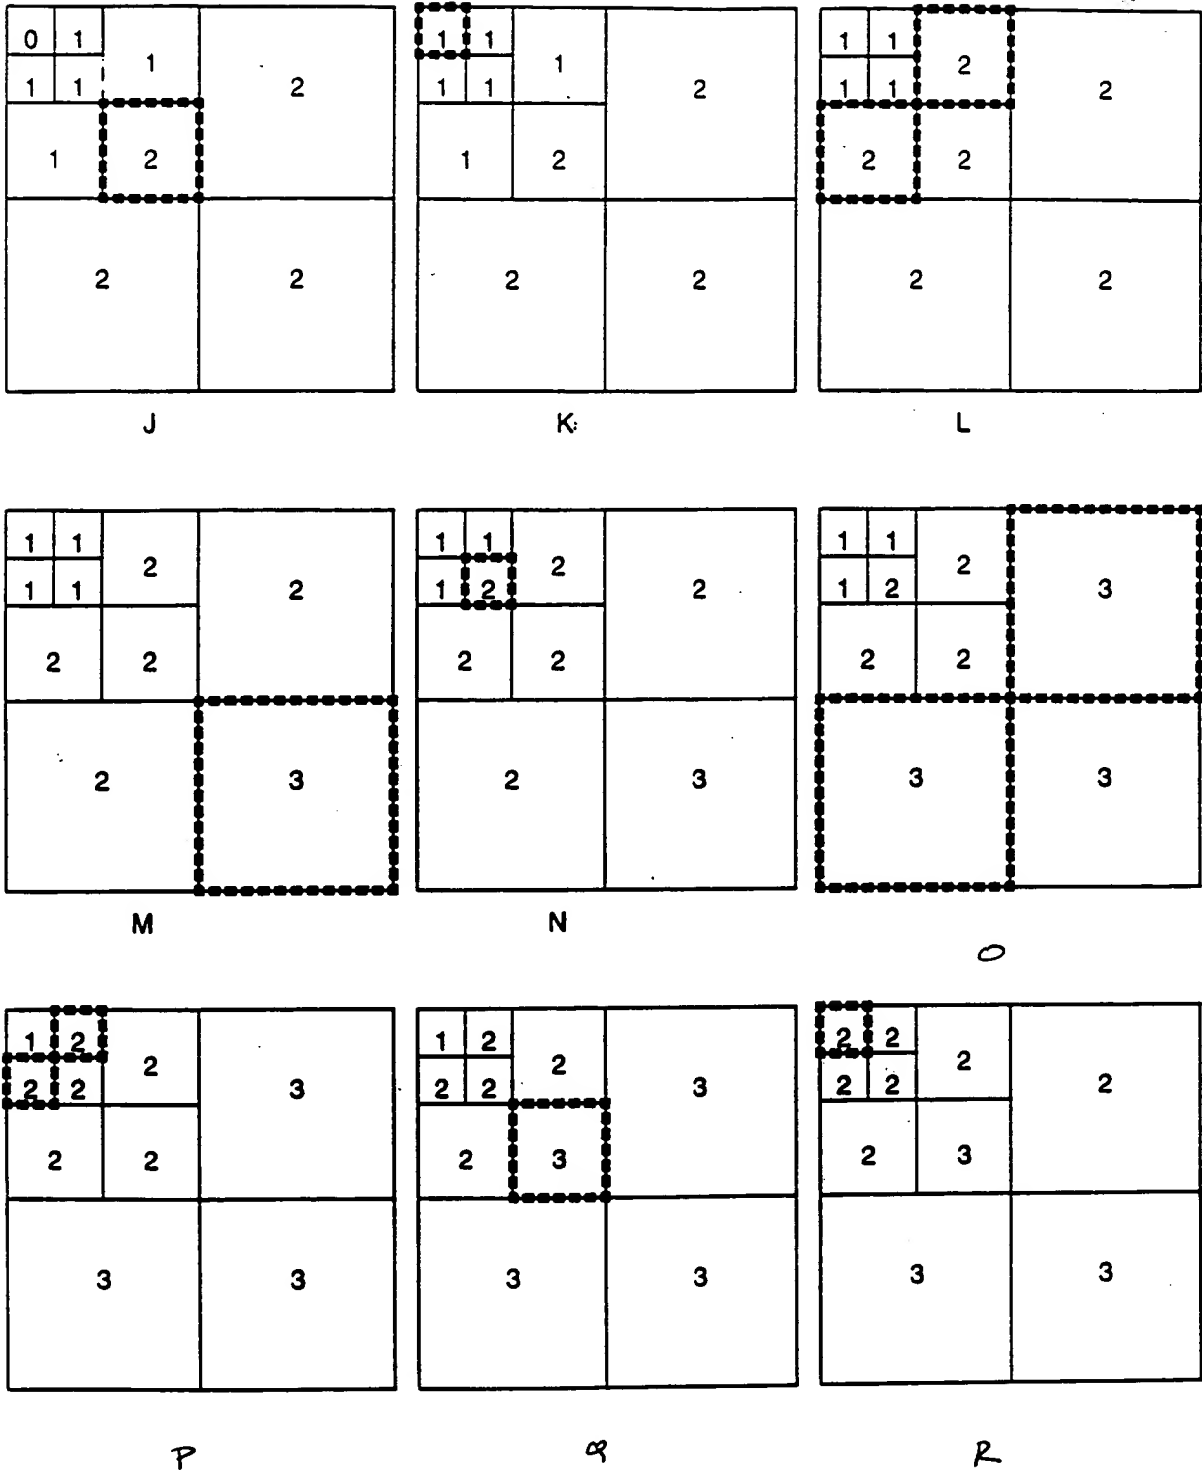 0 1 1 2 1 1 1 2 2 2
J
1 1 1 2 1 1 1 2 2 2
K:
1 1 2 2 1 1 2 2 2 2
L
1 1 2 2 1 1 2 2 2 3
M
1 1 2 2 1 2 2 2 2 3
N
1 1 2 3 1 2 2 2 3 3
O
1 2 2 3 2 2 2 2 3 3
P
1 2 2 3 2 2 2 3 3 3
q
2 2 2 2 2 2 2 3 3 3
R